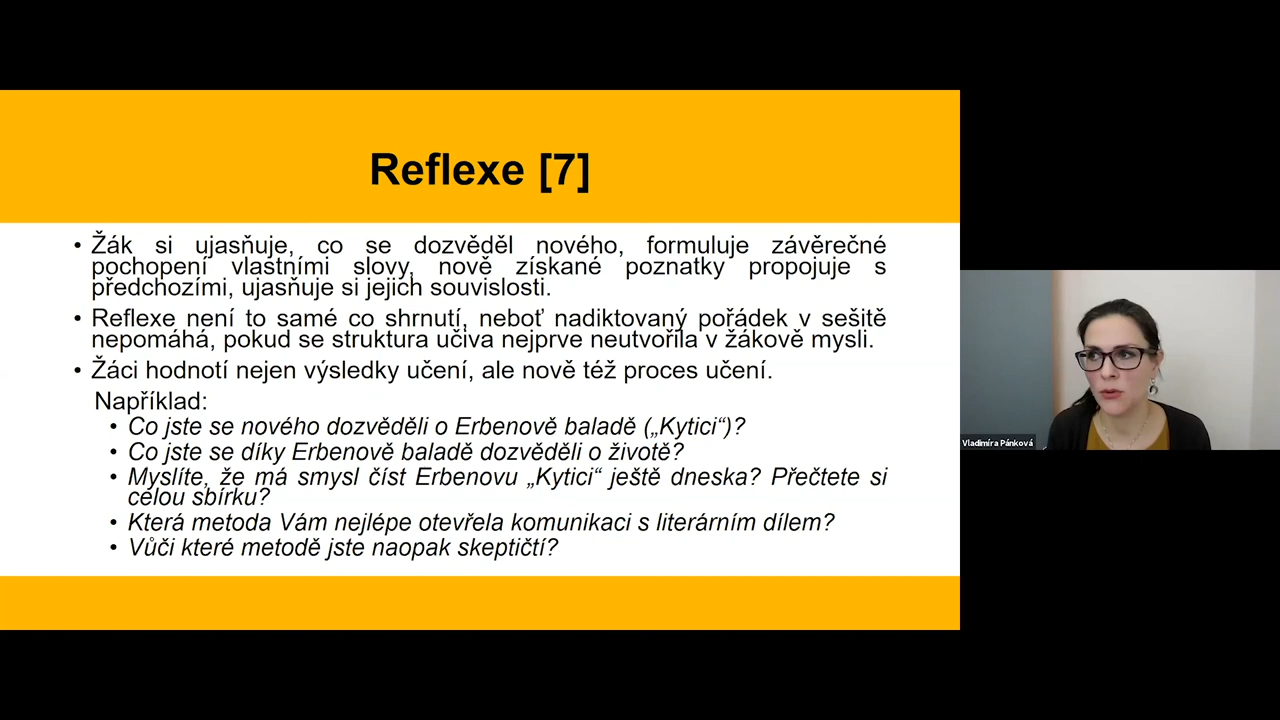 Reflexe [7]
• Žák si ujasňuje, co se dozvěděl nového, formuluje závěrečné
pochopení vlastními slovy, nově získané poznatky propojuje s
předchozími, ujasňuje si jejich souvislosti.
• Reflexe není to samé co shrnutí, neboť nadiktovaný pořádek v sešitě
nepomáhá, pokud se struktura učiva nejprve neutvořila v žákově mysli.
• Žáci hodnotí nejen výsledky učení, ale nově též proces učení.
Například:
• Co jste se nového dozvěděli o Erbenově baladě („Kytici“)?
• Co jste se díky Erbenově baladě dozvěděli o životě?
• Myslíte, že má smysl číst Erbenovu „Kytici“ ještě dneska? Přečtete si
celou sbírku?
• Která metoda Vám nejlépe otevřela komunikaci s literárním dílem?
• Vůči které metodě jste naopak skeptičtí?
Vladimíra Pánková